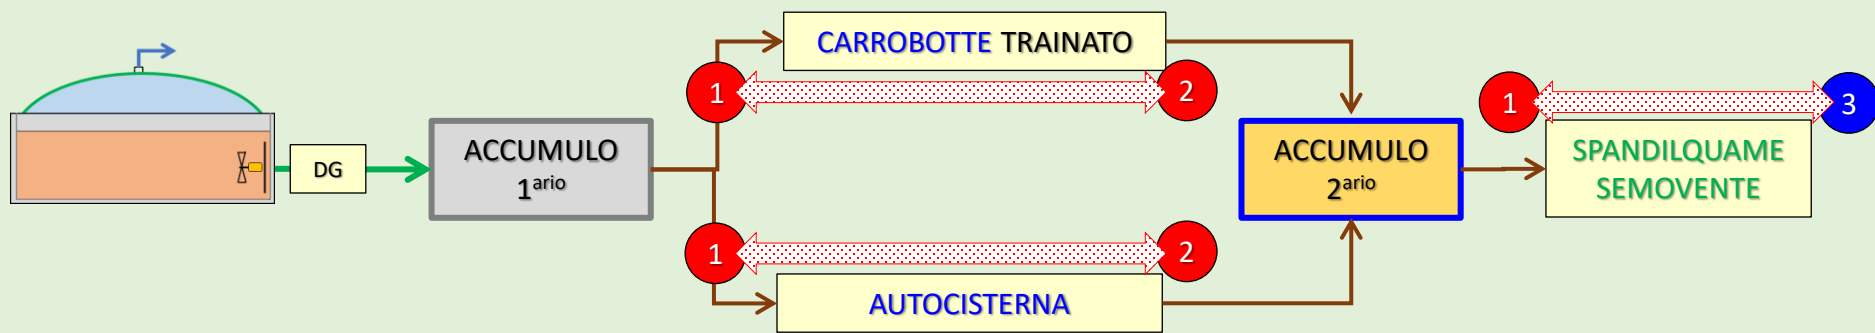 CARROBOTTE TRAINATO
1
2
1
3
DG
ACCUMULO
1ario
ACCUMULO
2ario
SPANDILQUAME
SEMOVENTE
1
2
AUTOCISTERNA